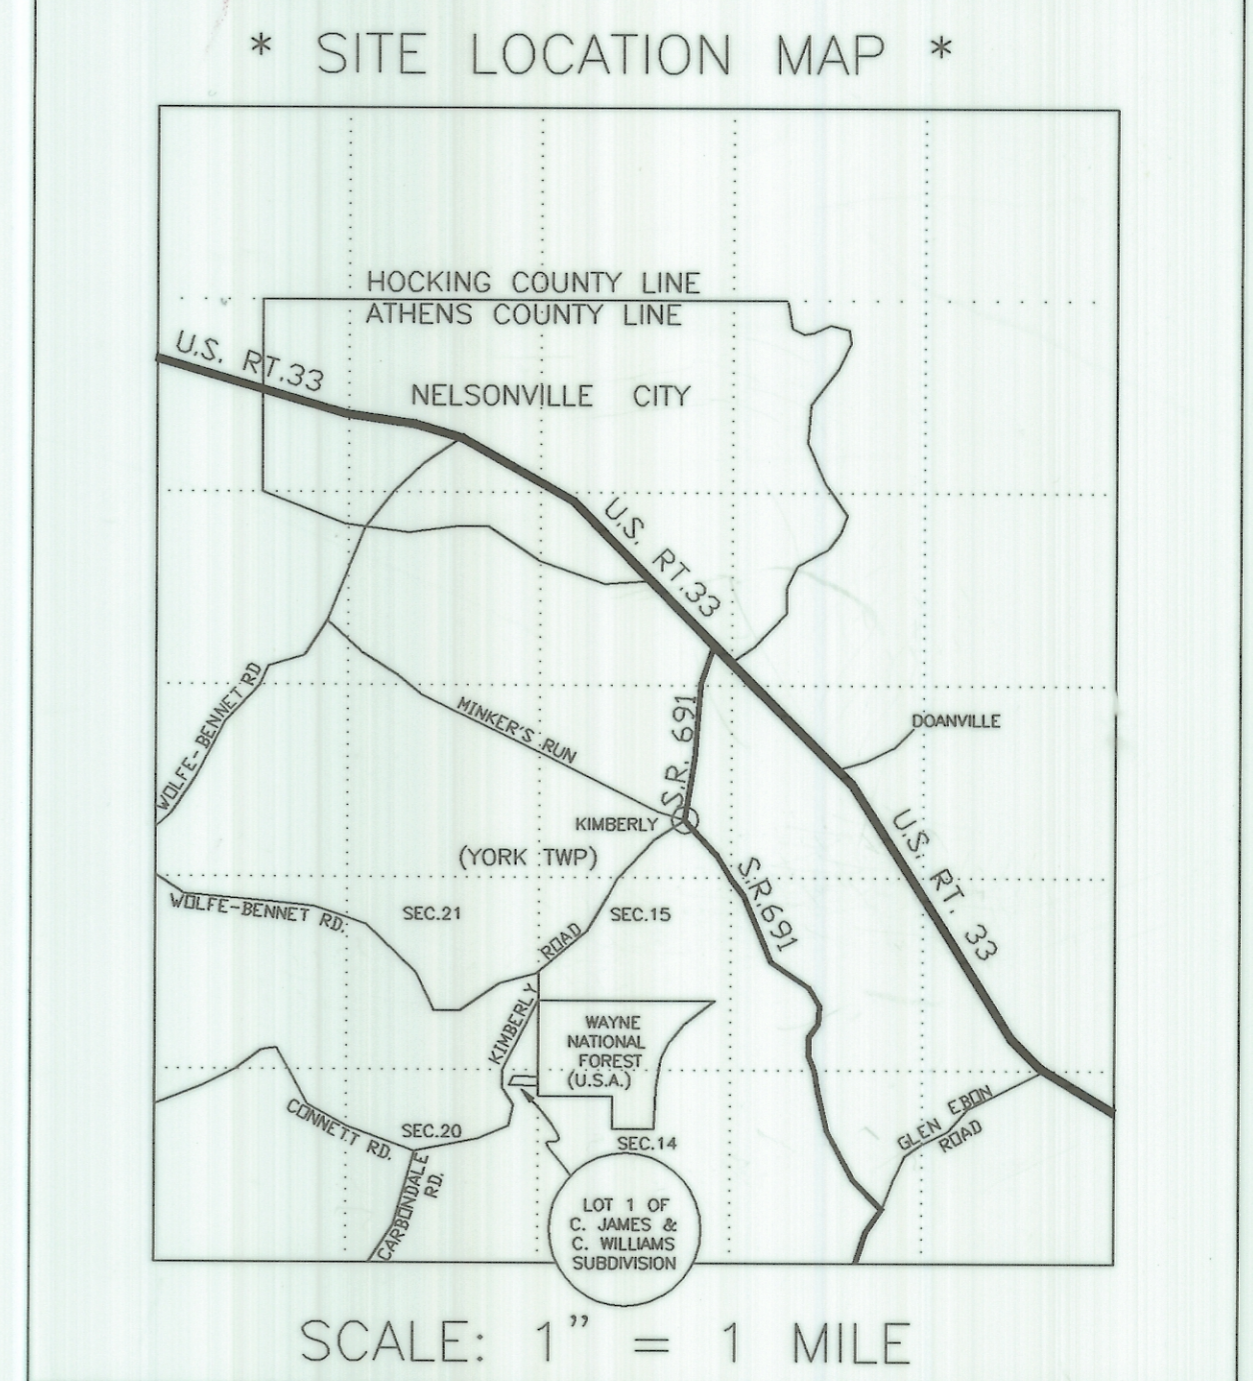 * SITE LOCATION MAP *
HOCKING COUNTY LINE
ATHENS COUNTY LINE
U.S. RT.33
NELSONVILLE CITY
U.S. RT.33
WOLFE-BENNET RD
MINKER'S RUN
S.R. 691
DOANVILLE
KIMBERLY
(YORK TWP)
U.S. RT. 33
S.R.691
WOLFE-BENNET RD.
SEC.21
SEC.15
KIMBERLY ROAD
WAYNE
NATIONAL
FOREST
(U.S.A.)
CONNETT RD.
SEC.20
SEC.14
GLEN EBON
ROAD
CARBONDALE
RD.
LOT 1 OF
C. JAMES &
C. WILLIAMS
SUBDIVISION
SCALE: 1" = 1 MILE